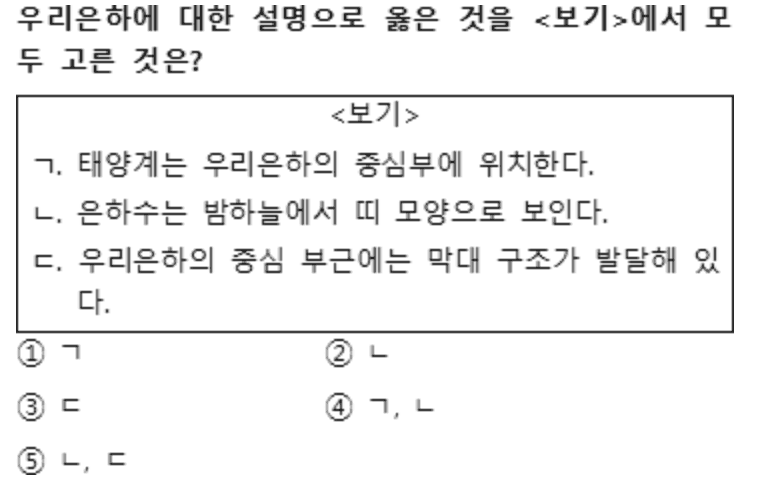 우리은하에 대한 설명으로 옳은 것을 <보기>에서 모
두 고른 것은?
<보기>
ㄱ. 태양계는 우리은하의 중심부에 위치한다.
ㄴ. 은하수는 밤하늘에서 띠 모양으로 보인다.
ㄷ. 우리은하의 중심 부근에는 막대 구조가 발달해 있
다.
① ㄱ ② ㄴ
③ ㄷ ④ ㄱ, ㄴ
⑤ ㄴ, ㄷ